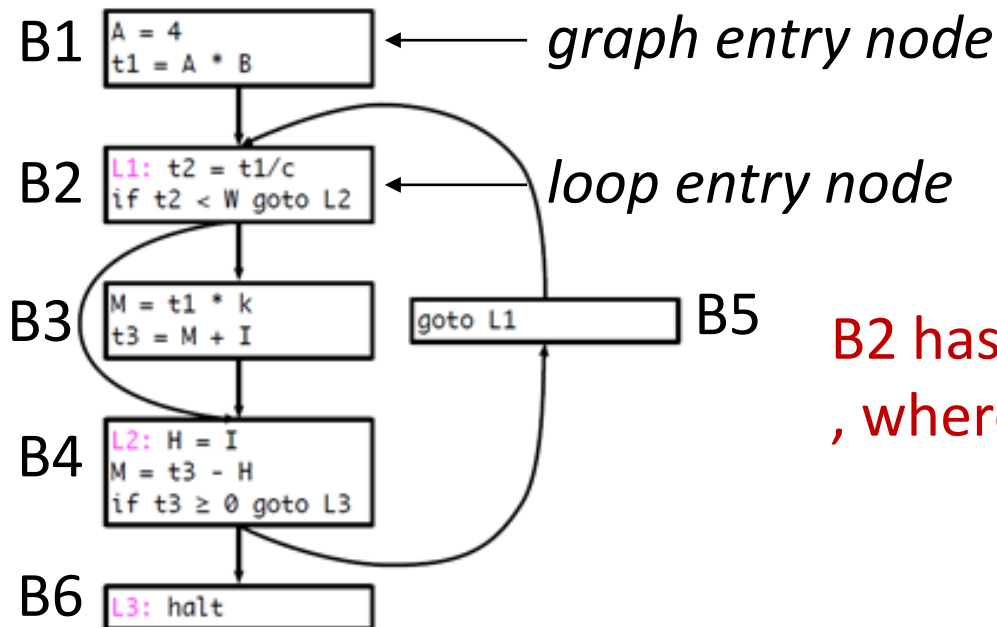 B1
A = 4
t1 = A * B
graph entry node
B2
L1: t2 = t1/c
if t2 < W goto L2
loop entry node
B3
M = t1 * k
t3 = M + I
goto L1
B5
B2 has
, where
B4
L2: H = I
M = t3 - H
if t3 ≥ 0 goto L3
B6
L3: halt